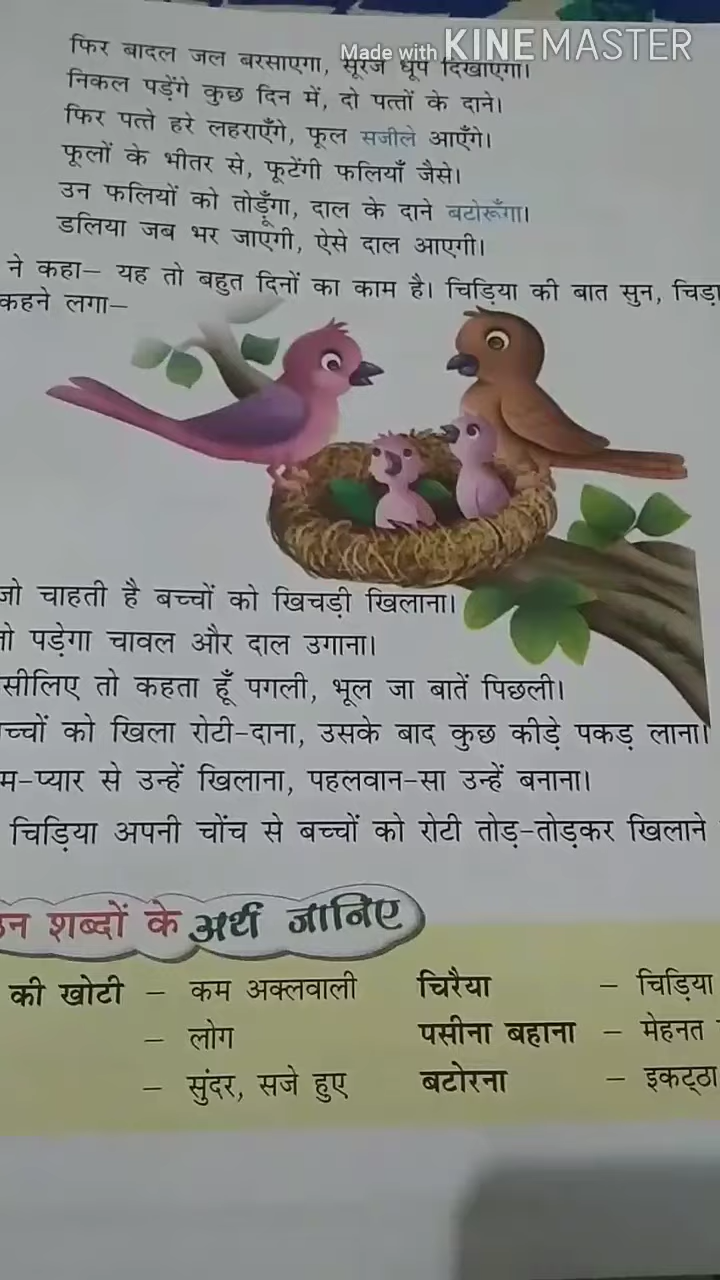 Made with KINEMASTER
फिर बादल जल बरसाएगा, सूरज धूप दिखाएगा।
निकल पड़ेंगे कुछ दिन में, दो पत्तों के दाने।
फिर पत्ते हरे लहराएँगे, फूल सजीले आएँगे।
फूलों के भीतर से, फूटेंगी फलियाँ जैसे।
उन फलियों को तोड़ूँगा, दाल के दाने बटोरूँगा।
डलिया जब भर जाएगी, ऐसे दाल आएगी।
ने कहा– यह तो बहुत दिनों का काम है। चिड़िया की बात सुन, चिड़ा
कहने लगा–
जो चाहती है बच्चों को खिचड़ी खिलाना।
पड़ेगा चावल और दाल उगाना।
तो कहता हूँ पगली, भूल जा बातें पिछली।
को खिला रोटी-दाना, उसके बाद कुछ कीड़े पकड़ लाना।
प्यार से उन्हें खिलाना, पहलवान-सा उन्हें बनाना।
चिड़िया अपनी चोंच से बच्चों को रोटी तोड़-तोड़कर खिलाने
शब्दों के अर्थ जानिए
की खोटी – कम अक्लवाली चिरैया – चिड़िया
– लोग पसीना बहाना – मेहनत
– सुंदर, सजे हुए बटोरना – इकट्ठा